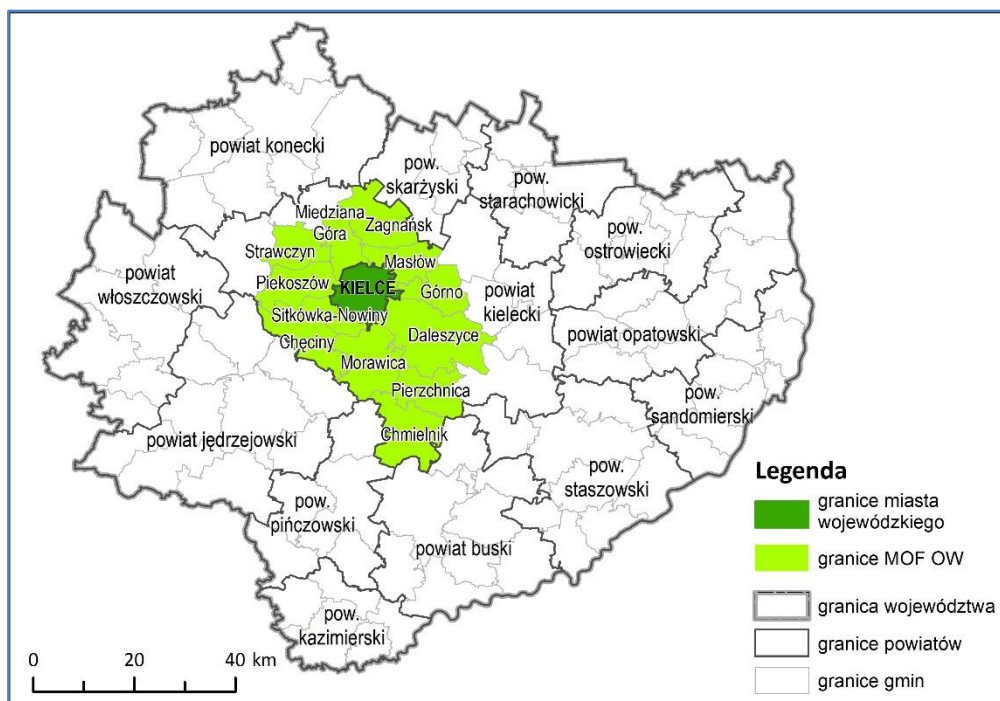 powiat konecki
pow.
skarżyski
pow.
starachowicki
pow.
ostrowiecki
Miedziana
Góra
Zagnańsk
Strawczyn
Masłów
powiat
włoszczowski
Piekoszów
KIELCE
Górno
powiat
kielecki
Sitkówka-Nowiny
Daleszyce
powiat opatowski
Chęciny
Morawica
Pierzchnica
pow.
sandomierski
powiat jędrzejowski
Chmielnik
pow.
staszowski
pow.
pińczowski
powiat buski
pow.
kazimierski
0 20 40 km
Legenda
granice miasta
wojewódzkiego
granice MOF OW
granica województwa
granice powiatów
granice gmin